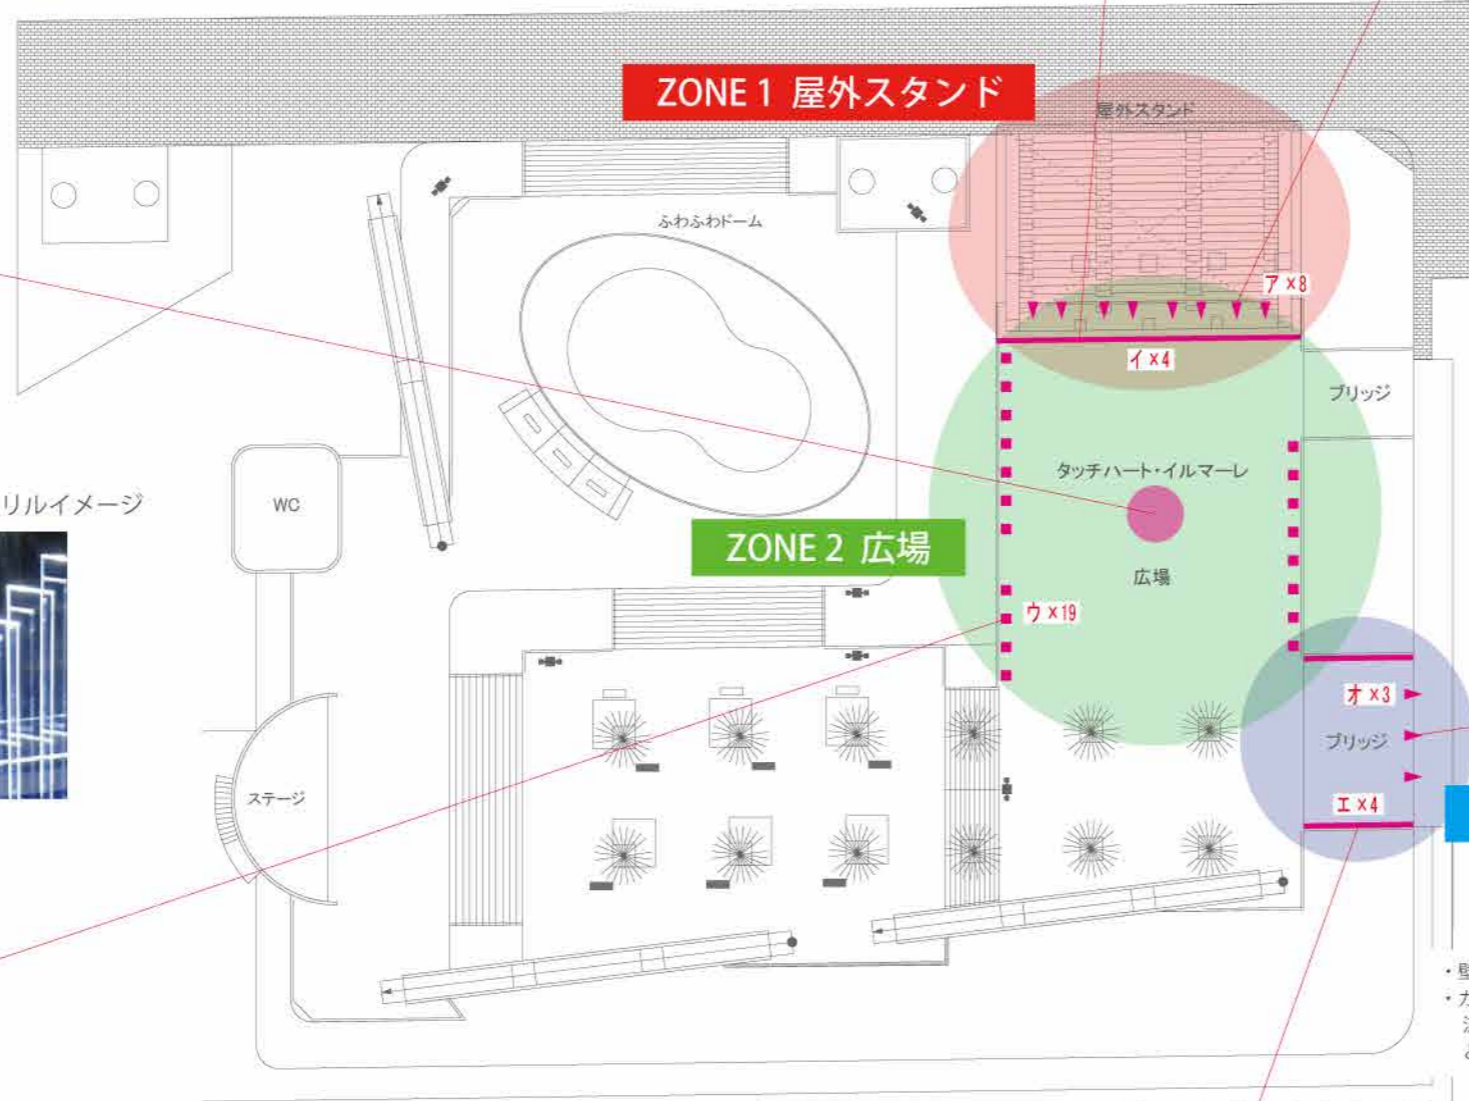 ZONE 1 屋外スタンド
屋外スタンド
ふわふわドーム
ア×8
イ×4
ブリッジ
タッチハート・イルマーレ
リルイメージ
WC
ZONE 2 広場
広場
ウ×19
オ×3
ブリッジ
ステージ
エ×4